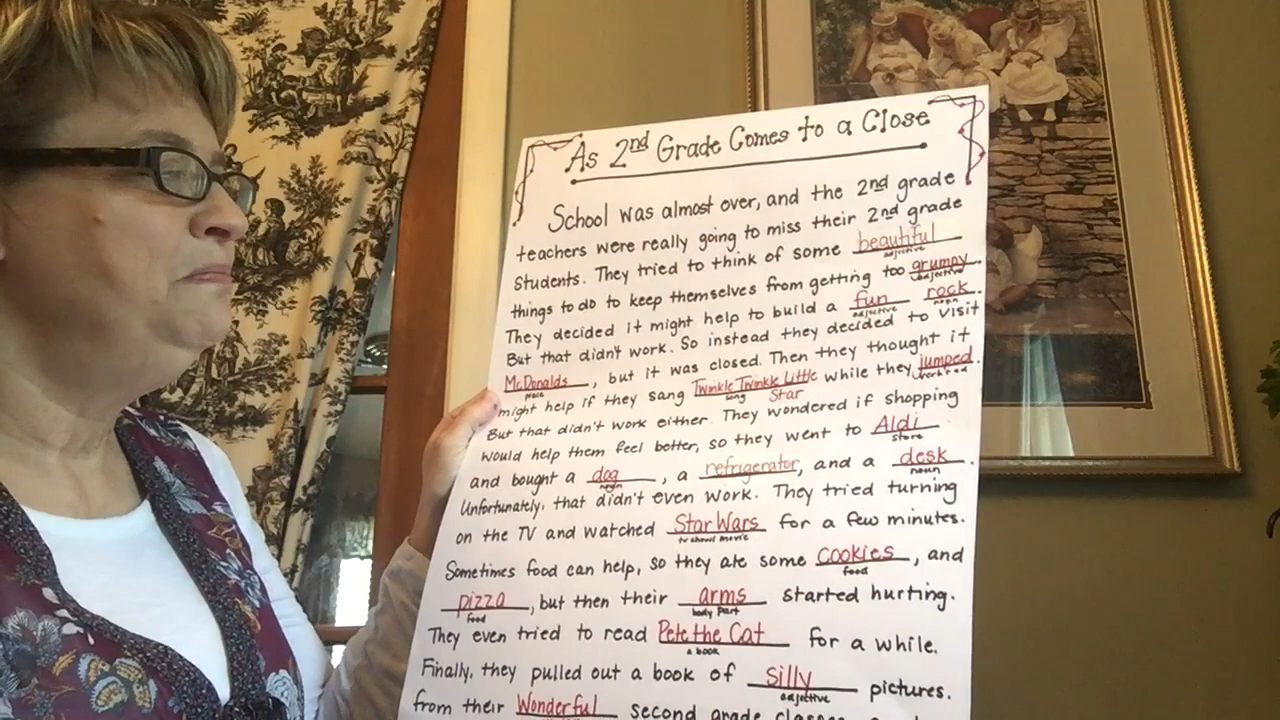 As 2nd Grade Comes to a Close
School was almost over, and the 2nd grade
teachers were really going to miss their 2nd grade
students. They tried to think of some beautiful
adjective
things to do to keep themselves from getting too grumpy.
adjective
They decided it might help to build a fun rock.
adjective noun
But that didn't work. So instead they decided to visit
Mc.Donalds, but it was closed. Then they thought it
place
might help if they sang Twinkle Twinkle Little Star while they jumped.
song
But that didn't work either. They wondered if shopping
would help them feel better, so they went to Aldi.
store
and bought a dog, a refrigerator, and a desk.
noun noun
Unfortunately, that didn't even work. They tried turning
on the TV and watched Star Wars for a few minutes.
tv show/ movie
Sometimes food can help, so they ate some cookies, and
food
pizza, but then their arms started hurting.
food body part
They even tried to read Pete the Cat for a while.
a book
Finally, they pulled out a book of silly pictures.
adjective
from their Wonderful second grade classes